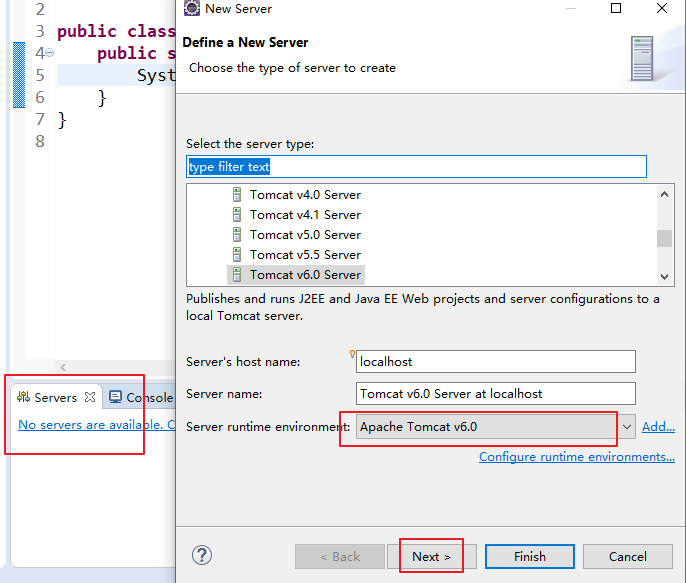 2
3 public class
4 public s
5 Syst
6 }
7 }
8
Servers Console
No servers are available. C
New Server
Define a New Server
Choose the type of server to create
Select the server type:
type filter text
Tomcat v4.0 Server
Tomcat v4.1 Server
Tomcat v5.0 Server
Tomcat v5.5 Server
Tomcat v6.0 Server
Publishes and runs J2EE and Java EE Web projects and server configurations to a
local Tomcat server.
Server's host name: localhost
Server name: Tomcat v6.0 Server at localhost
Server runtime environment: Apache Tomcat v6.0 Add...
Configure runtime environments...
? < Back Next > Finish Cancel